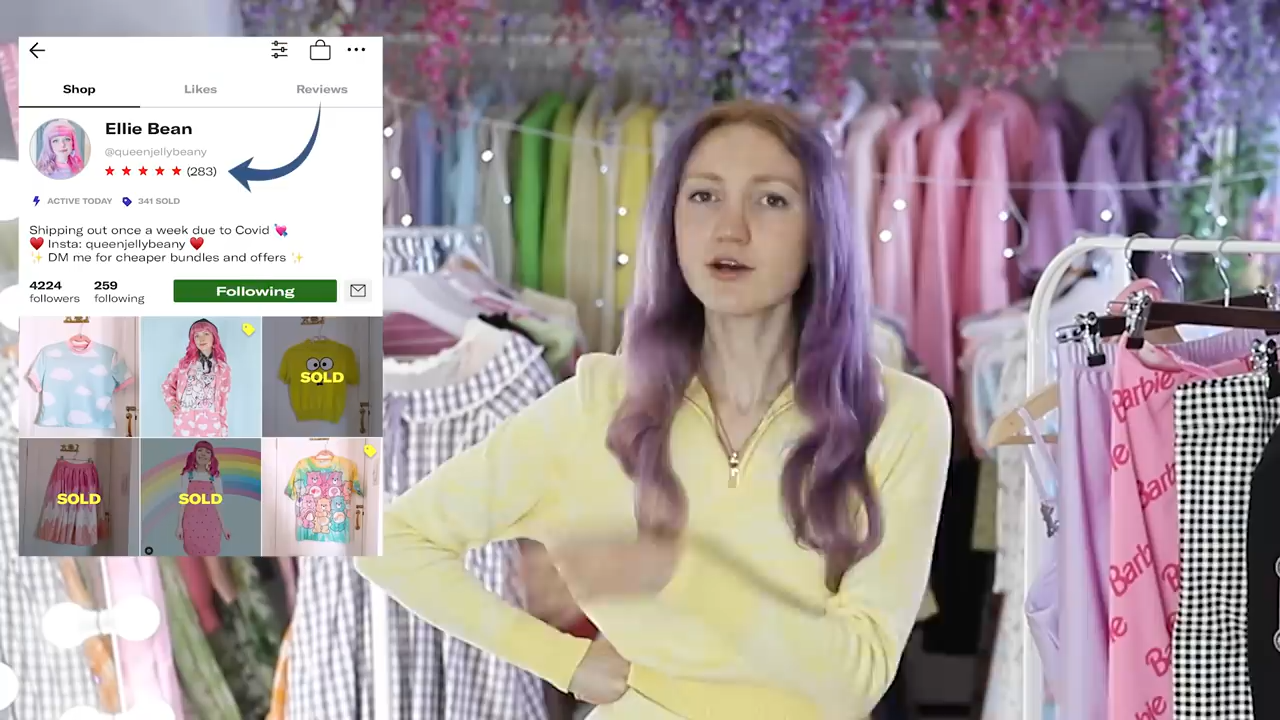 Shop Likes Reviews
Ellie Bean
@queenjellybeany
(283)
ACTIVE TODAY 341 SOLD
Shipping out once a week due to Covid 💘
♥️ Insta: queenjellybeany ♥️
✨ DM me for cheaper bundles and offers ✨
4224 259
followers following
Following
SOLD
SOLD SOLD
Barbie
Barbie
Barbie